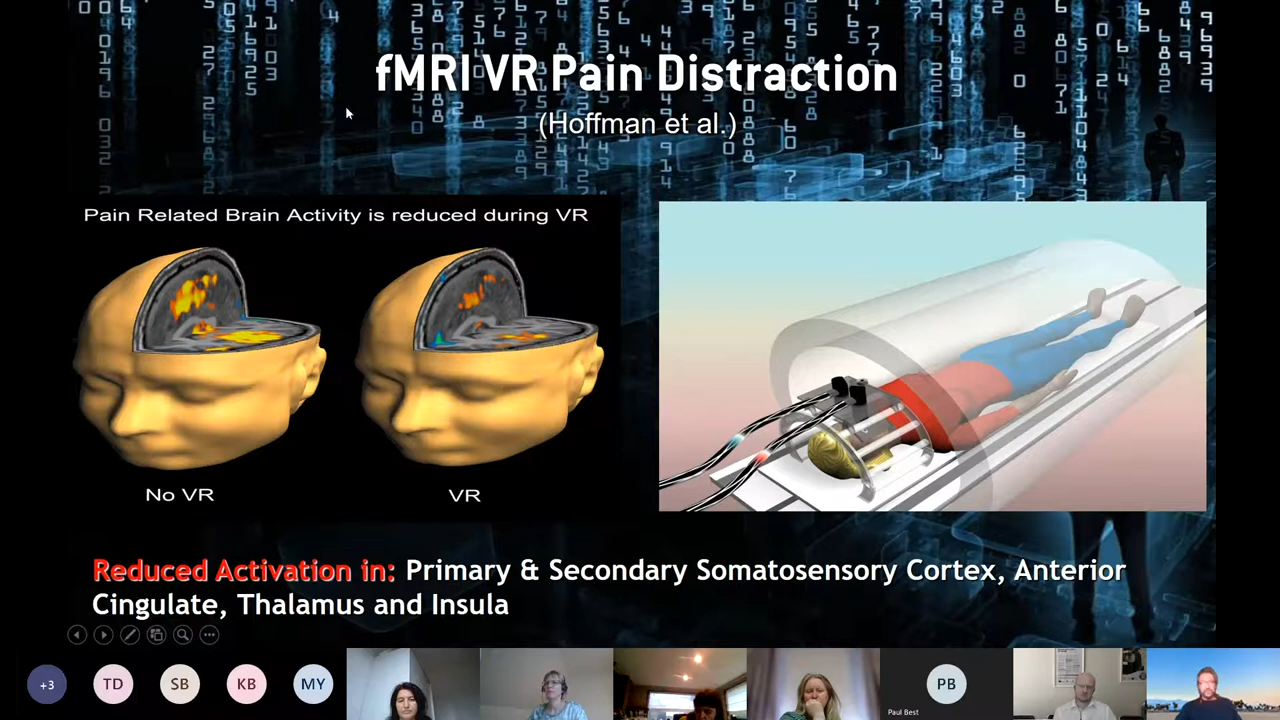 fMRI VR Pain Distraction
(Hoffman et al.)
Pain Related Brain Activity is reduced during VR
No VR
VR
Reduced Activation in: Primary & Secondary Somatosensory Cortex, Anterior
Cingulate, Thalamus and Insula
+3
TD
SB
KB
MY
PB
Paul Best